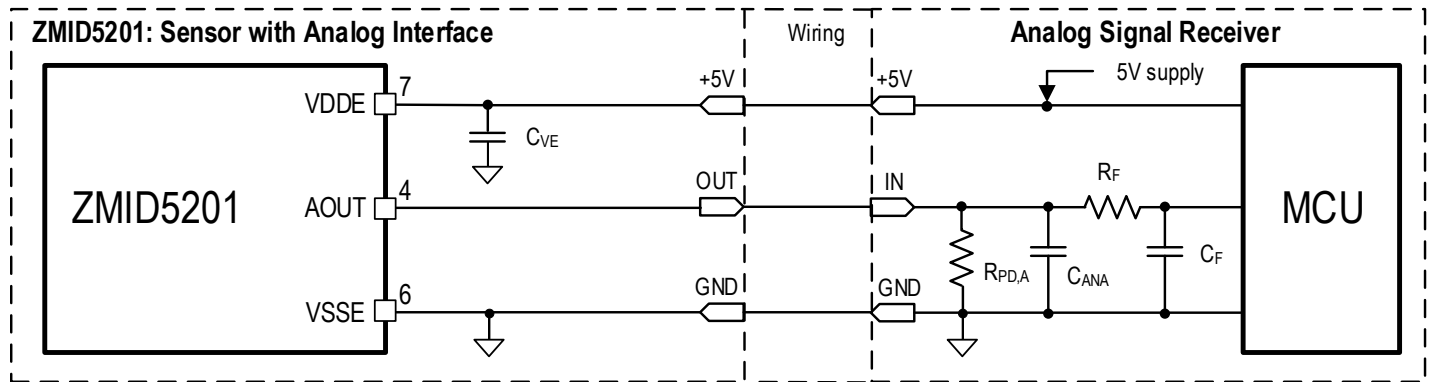 ZMID5201: Sensor with Analog Interface
Wiring
Analog Signal Receiver
7
+5V
+5V
5V supply
VDDE
CVE
OUT
IN
RF
4
ZMID5201
AOUT
MCU
RPD,A
CANA
CF
GND
GND
6
VSSE